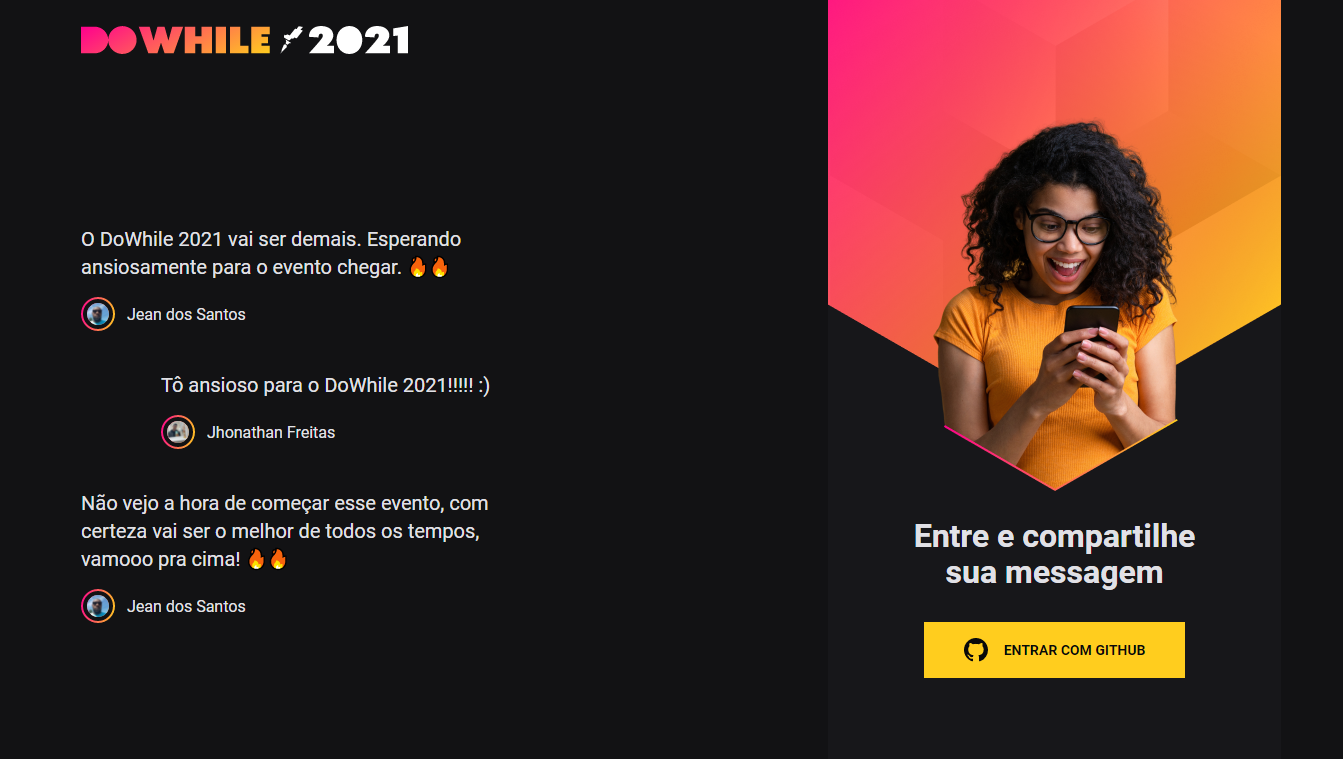 DOWHILE 2021
O DoWhile 2021 vai ser demais. Esperando
ansiosamente para o evento chegar. 🔥🔥
Jean dos Santos
Tô ansioso para o DoWhile 2021!!!!! :)
Jhonathan Freitas
Não vejo a hora de começar esse evento, com
certeza vai ser o melhor de todos os tempos,
vamooo pra cima! 🔥🔥
Jean dos Santos
Entre e compartilhe
sua messagem
ENTRAR COM GITHUB